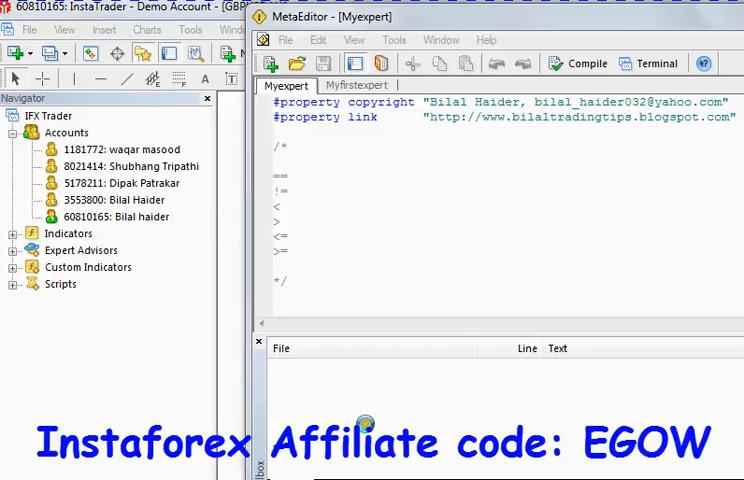 60810165: InstaTrader - Demo Account - [GBP
File View Insert Charts Tools Window
Navigator
IFX Trader
Accounts
1181772: waqar masood
8021414: Shubhang Tripathi
5178211: Dipak Patrakar
3553800: Bilal Haider
60810165: Bilal haider
Indicators
Expert Advisors
Custom Indicators
Scripts
MetaEditor - [Myexpert]
File Edit View Tools Window Help
Compile Terminal
Myexpert Myfirstexpert
#property copyright "Bilal Haider, bilal_haider032@yahoo.com"
#property link "http://www.bilaltradingtips.blogspot.com"
/*
==
!=
<
>
<=
>=
*/
File Line Text
Instaforex Affiliate code: EGOW